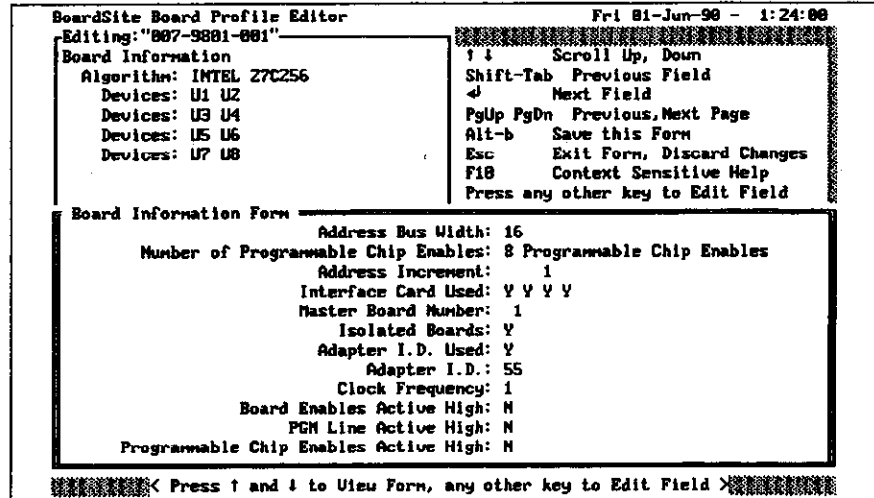 BoardSite Board Profile Editor Fri 01-Jun-90 - 1:24:00
Editing:"007-9801-001"
Board Information
Algorithm: INTEL 27C256
Devices: U1 U2
Devices: U3 U4
Devices: U5 U6
Devices: U7 U8
↑ ↓ Scroll Up, Down
Shift-Tab Previous Field
↵ Next Field
PgUp PgDn Previous,Next Page
Alt-b Save this Form
Esc Exit Form, Discard Changes
F10 Context Sensitive Help
Press any other key to Edit Field
Board Information Form
Address Bus Width: 16
Number of Programmable Chip Enables: 8 Programmable Chip Enables
Address Increment: 1
Interface Card Used: Y Y Y Y
Master Board Number: 1
Isolated Boards: Y
Adapter I.D. Used: Y
Adapter I.D.: 55
Clock Frequency: 1
Board Enables Active High: N
PGM Line Active High: N
Programmable Chip Enables Active High: N
< Press ↑ and ↓ to View Form, any other key to Edit Field >